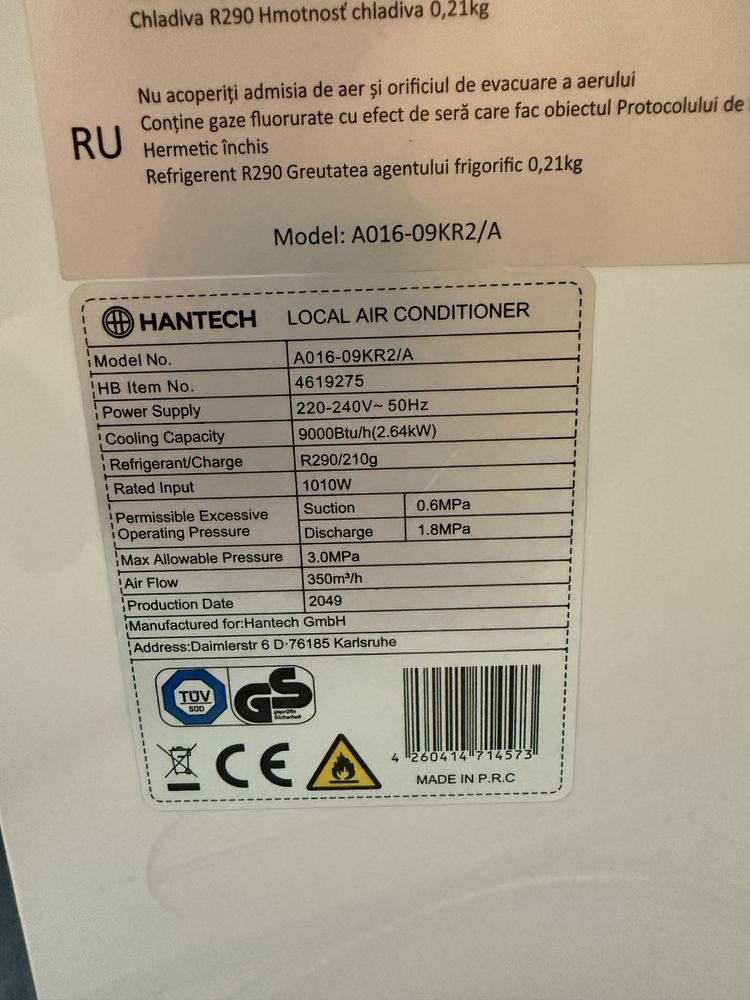 Chladiva R290 Hmotnosť chladiva 0,21kg
Nu acoperiți admisia de aer și orificiul de evacuare a aerului
Conține gaze fluorurate cu efect de seră care fac obiectul Protocolului de
RU
Hermetic închis
Refrigerent R290 Greutatea agentului frigorific 0,21kg
Model: A016-09KR2/A
HANTECH LOCAL AIR CONDITIONER
Model No. A016-09KR2/A
HB Item No. 4619275
Power Supply 220-240V~ 50Hz
Cooling Capacity 9000Btu/h(2.64kW)
Refrigerant/Charge R290/210g
Rated Input 1010W
Permissible Excessive Operating Pressure Suction 0.6MPa
Discharge 1.8MPa
Max Allowable Pressure 3.0MPa
Air Flow 350m³/h
Production Date 2049
Manufactured for:Hantech GmbH
Address:Daimlerstr 6 D-76185 Karlsruhe
TÜV
SÜD
GS
geprüfte
Sicherheit
CE
4 260414 714573
MADE IN P.R.C